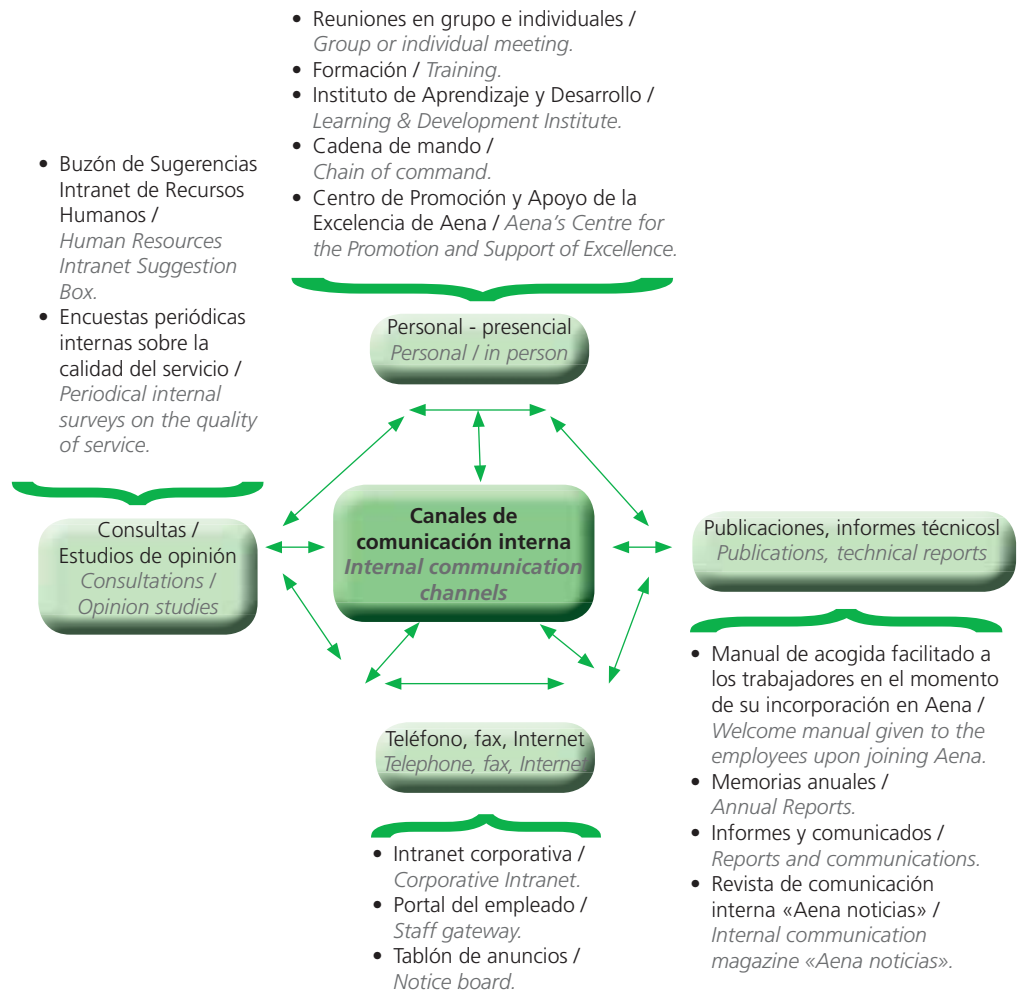 • Reuniones en grupo e individuales /
Group or individual meeting.
• Formación / Training.
• Instituto de Aprendizaje y Desarrollo /
Learning & Development Institute.
• Cadena de mando /
Chain of command.
• Centro de Promoción y Apoyo de la
Excelencia de Aena / Aena's Centre for
the Promotion and Support of Excellence.
• Buzón de Sugerencias
Intranet de Recursos
Humanos /
Human Resources
Intranet Suggestion
Box.
• Encuestas periódicas
internas sobre la
calidad del servicio /
Periodical internal
surveys on the quality
of service.
Personal - presencial
Personal / in person
Consultas /
Estudios de opinión
Consultations /
Opinion studies
Canales de
comunicación interna
Internal communication
channels
Publicaciones, informes técnicosl
Publications, technical reports
Teléfono, fax, Internet
Telephone, fax, Internet
• Intranet corporativa /
Corporative Intranet.
• Portal del empleado /
Staff gateway.
• Tablón de anuncios /
Notice board.
• Manual de acogida facilitado a
los trabajadores en el momento
de su incorporación en Aena /
Welcome manual given to the
employees upon joining Aena.
• Memorias anuales /
Annual Reports.
• Informes y comunicados /
Reports and communications.
• Revista de comunicación
interna «Aena noticias» /
Internal communication
magazine «Aena noticias».